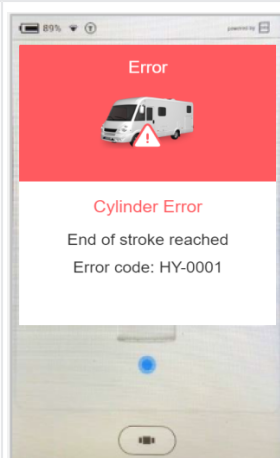 89%
powered by
Error
Cylinder Error
End of stroke reached
Error code: HY-0001